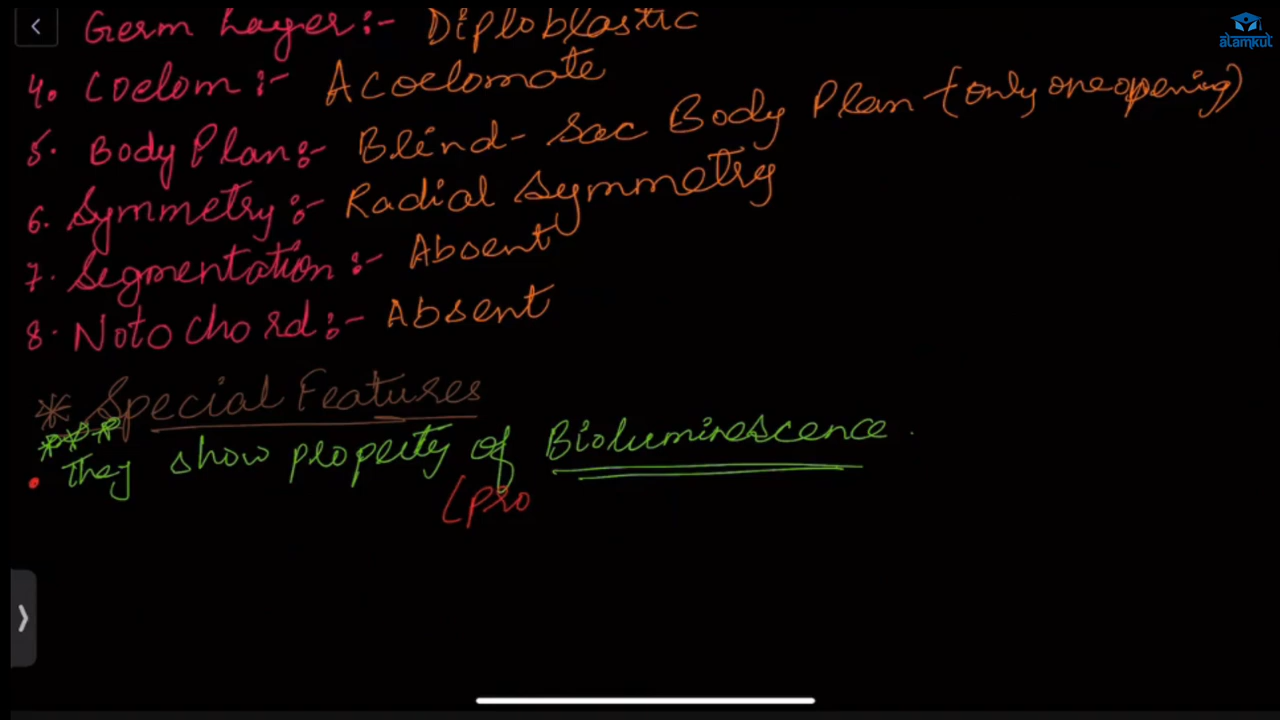 Germ Layer:- Diploblastic
alamkul
4. Coelom:- Acoelomate
5. Body Plan:- Blind-Sac Body Plan (only one opening)
6. Symmetry:- Radial Symmetry
7. Segmentation:- Absent
8. Notochord:- Absent
* Special Features
***
• They show property of Bioluminescence.
(Pro